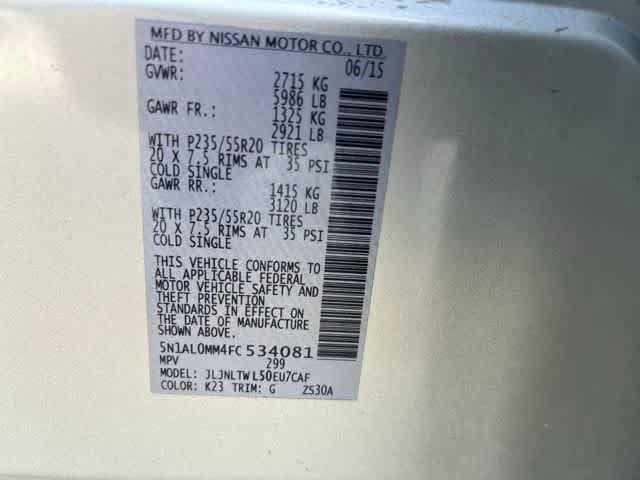 MFD BY NISSAN MOTOR CO., LTD.
DATE: 06/15
GVWR: 2715 KG
5986 LB
GAWR FR.: 1325 KG
2921 LB
WITH P235/55R20 TIRES
20 X 7.5 RIMS AT 35 PSI
COLD SINGLE
GAWR RR.: 1415 KG
3120 LB
WITH P235/55R20 TIRES
20 X 7.5 RIMS AT 35 PSI
COLD SINGLE
THIS VEHICLE CONFORMS TO
ALL APPLICABLE FEDERAL
MOTOR VEHICLE SAFETY AND
THEFT PREVENTION
STANDARDS IN EFFECT ON
THE DATE OF MANUFACTURE
SHOWN ABOVE.
5N1AL0MM4FC534081
MPV 299
MODEL: JLJNLTWL50EU7CAF
COLOR: K23 TRIM: G ZS30A